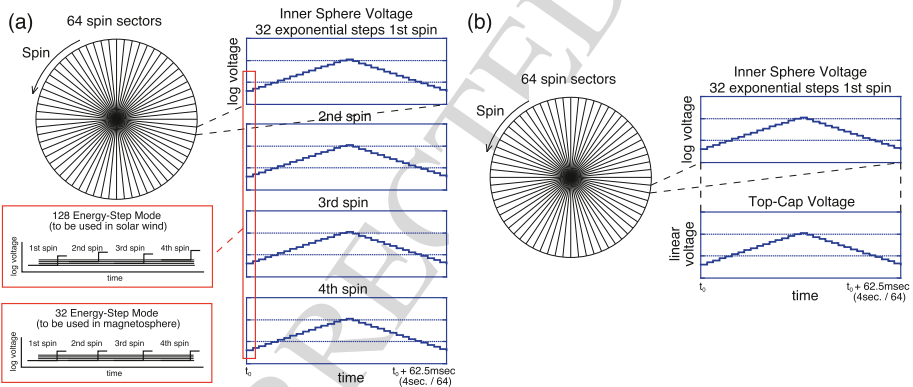 (a)
64 spin sectors
Spin
Inner Sphere Voltage
32 exponential steps 1st spin
log voltage
2nd spin
3rd spin
4th spin
t₀
t₀ + 62.5msec
(4sec. / 64)
time
128 Energy-Step Mode
(to be used in solar wind)
1st spin 2nd spin 3rd spin 4th spin
log voltage
time
32 Energy-Step Mode
(to be used in magnetosphere)
1st spin 2nd spin 3rd spin 4th spin
log voltage
time
(b)
64 spin sectors
Spin
Inner Sphere Voltage
32 exponential steps 1st spin
log voltage
Top-Cap Voltage
linear
voltage
t₀
t₀ + 62.5msec
(4sec. / 64)
time
RECTED